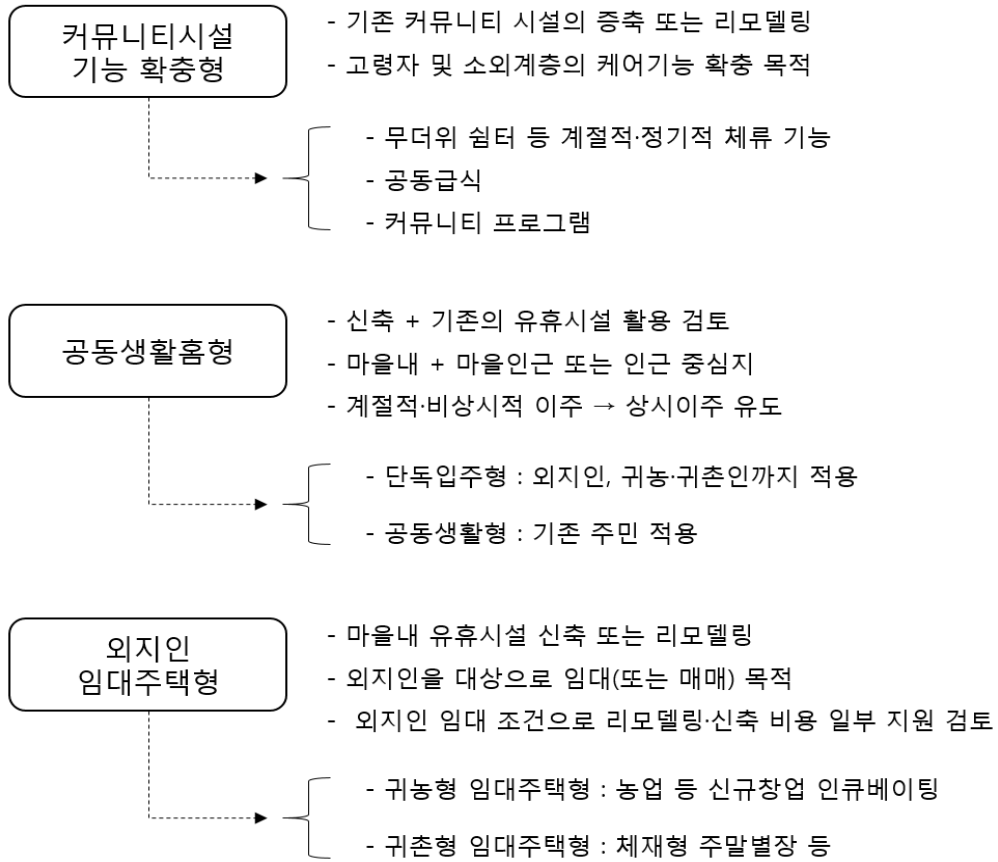 커뮤니티시설
기능 확충형
- 기존 커뮤니티 시설의 증축 또는 리모델링
- 고령자 및 소외계층의 케어기능 확충 목적
- 무더위 쉼터 등 계절적·정기적 체류 기능
- 공동급식
- 커뮤니티 프로그램
공동생활홈형
- 신축 + 기존의 유휴시설 활용 검토
- 마을내 + 마을인근 또는 인근 중심지
- 계절적·비상시적 이주 → 상시이주 유도
- 단독입주형 : 외지인, 귀농·귀촌인까지 적용
- 공동생활형 : 기존 주민 적용
외지인
임대주택형
- 마을내 유휴시설 신축 또는 리모델링
- 외지인을 대상으로 임대(또는 매매) 목적
- 외지인 임대 조건으로 리모델링·신축 비용 일부 지원 검토
- 귀농형 임대주택형 : 농업 등 신규창업 인큐베이팅
- 귀촌형 임대주택형 : 체재형 주말별장 등